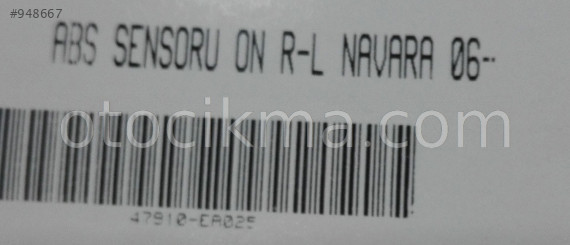 #948667
ABS SENSORU ON R-L NAVARA 06-
otocikma.com
47910-EA025